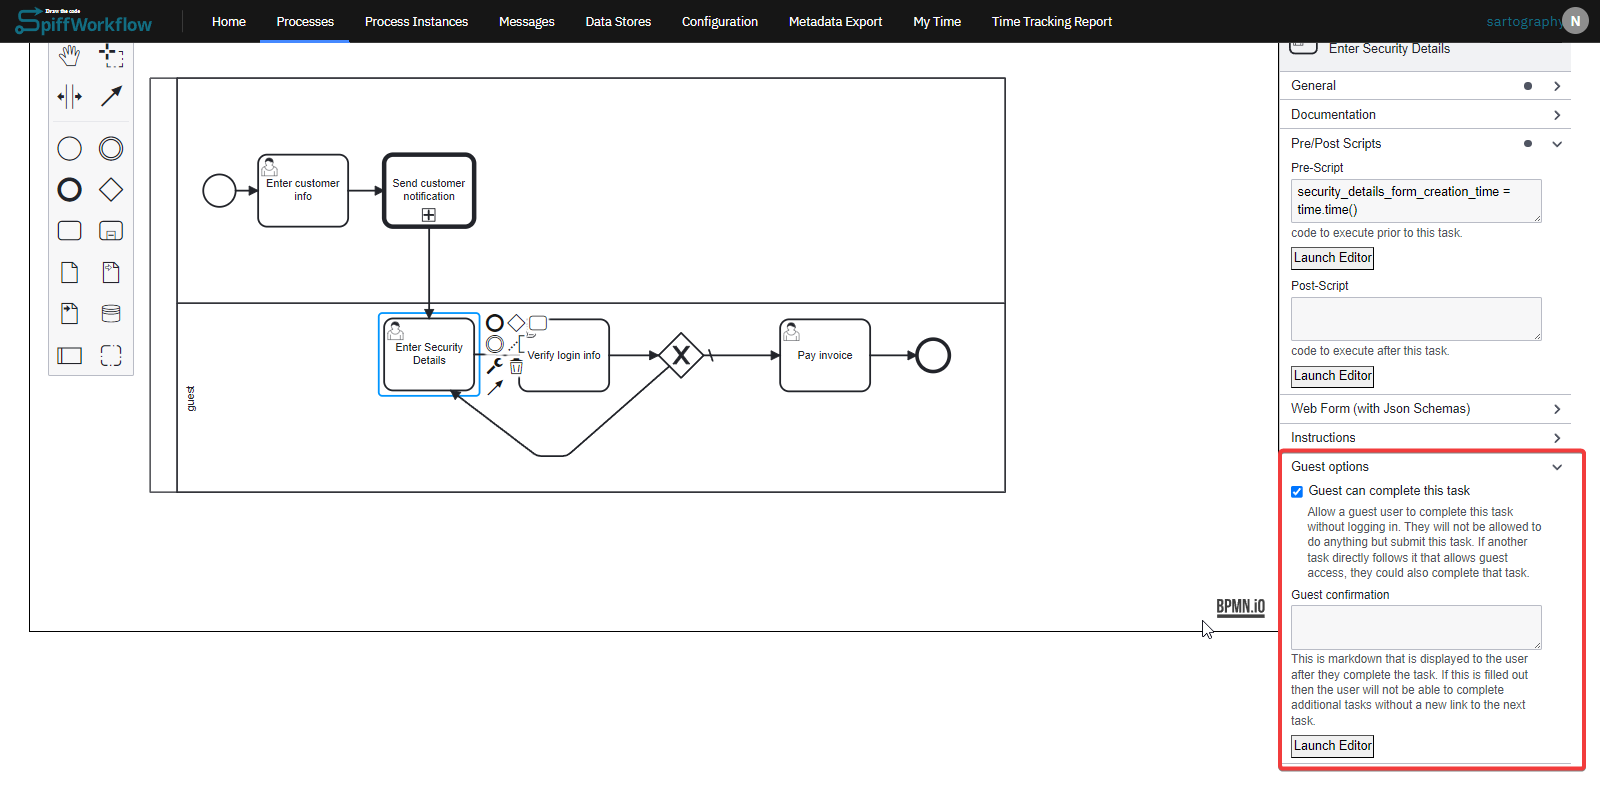 Draw the code
SpiffWorkflow
Home
Processes
Process Instances
Messages
Data Stores
Configuration
Metadata Export
My Time
Time Tracking Report
sartography
N
Enter customer
info
Send customer
notification
guest
Enter Security
Details
Verify login info
X
Pay invoice
BPMN.iO
Enter Security Details
General
Documentation
Pre/Post Scripts
Pre-Script
security_details_form_creation_time =
time.time()
code to execute prior to this task.
Launch Editor
Post-Script
code to execute after this task.
Launch Editor
Web Form (with Json Schemas)
Instructions
Guest options
Guest can complete this task
Allow a guest user to complete this task
without logging in. They will not be allowed to
do anything but submit this task. If another
task directly follows it that allows guest
access, they could also complete that task.
Guest confirmation
This is markdown that is displayed to the user
after they complete the task. If this is filled out
then the user will not be able to complete
additional tasks without a new link to the next
task.
Launch Editor